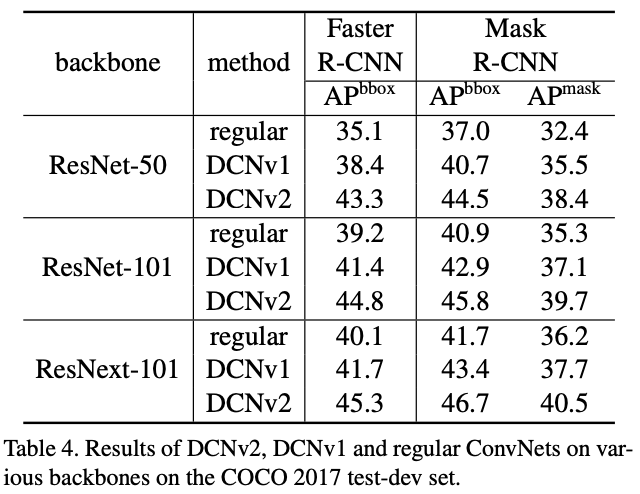 backbone method Faster R-CNN Mask R-CNN
AP^bbox AP^bbox AP^mask
ResNet-50 regular 35.1 37.0 32.4
DCNv1 38.4 40.7 35.5
DCNv2 43.3 44.5 38.4
ResNet-101 regular 39.2 40.9 35.3
DCNv1 41.4 42.9 37.1
DCNv2 44.8 45.8 39.7
ResNext-101 regular 40.1 41.7 36.2
DCNv1 41.7 43.4 37.7
DCNv2 45.3 46.7 40.5
Table 4. Results of DCNv2, DCNv1 and regular ConvNets on var-
ious backbones on the COCO 2017 test-dev set.